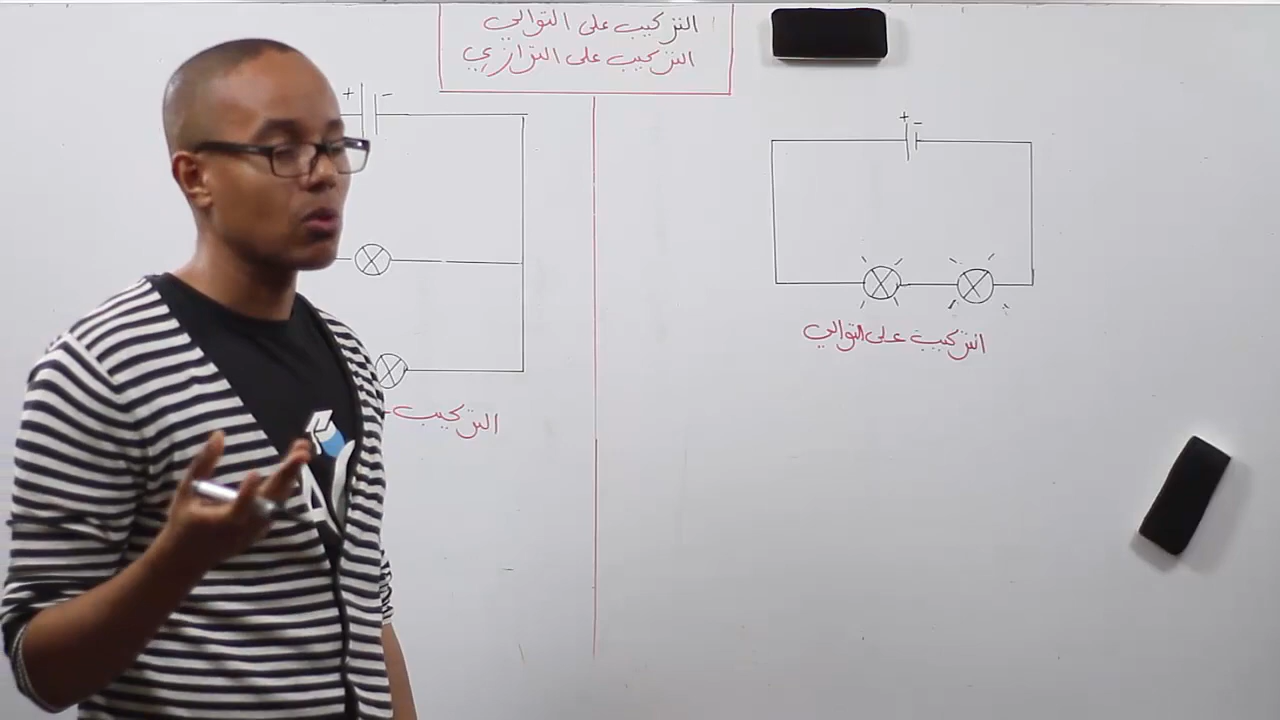 التركيب على التوالي
التركيب على التوازي
+ -
+ -
التركيب على التوالي
التركيب